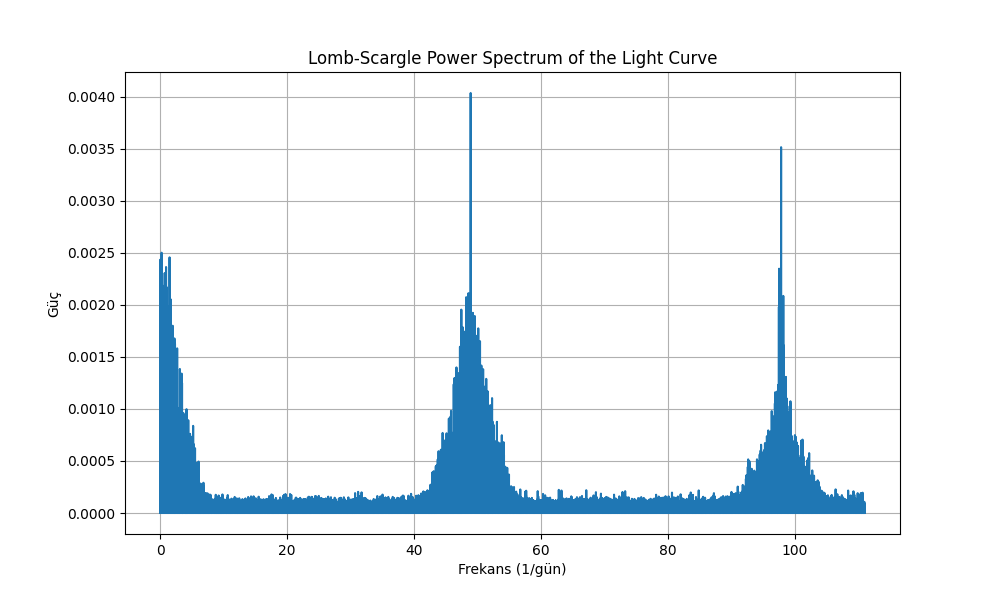 Lomb-Scargle Power Spectrum of the Light Curve
0.0040
0.0035
0.0030
0.0025
0.0020
0.0015
0.0010
0.0005
0.0000
Güç
0 20 40 60 80 100
Frekans (1/gün)